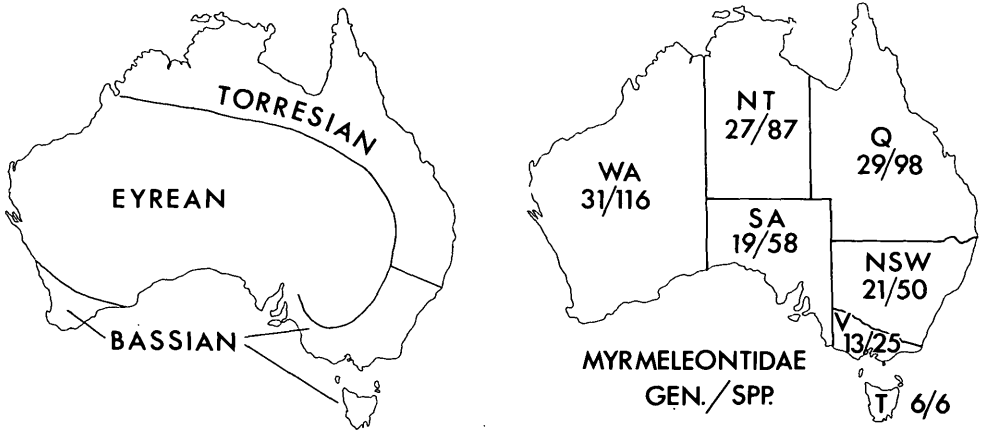 TORRESIAN
EYREAN
BASSIAN
NT
27/87
Q
29/98
WA
31/116
SA
19/58
NSW
21/50
V
13/25
MYRMELEONTIDAE
GEN./SPP.
T 6/6